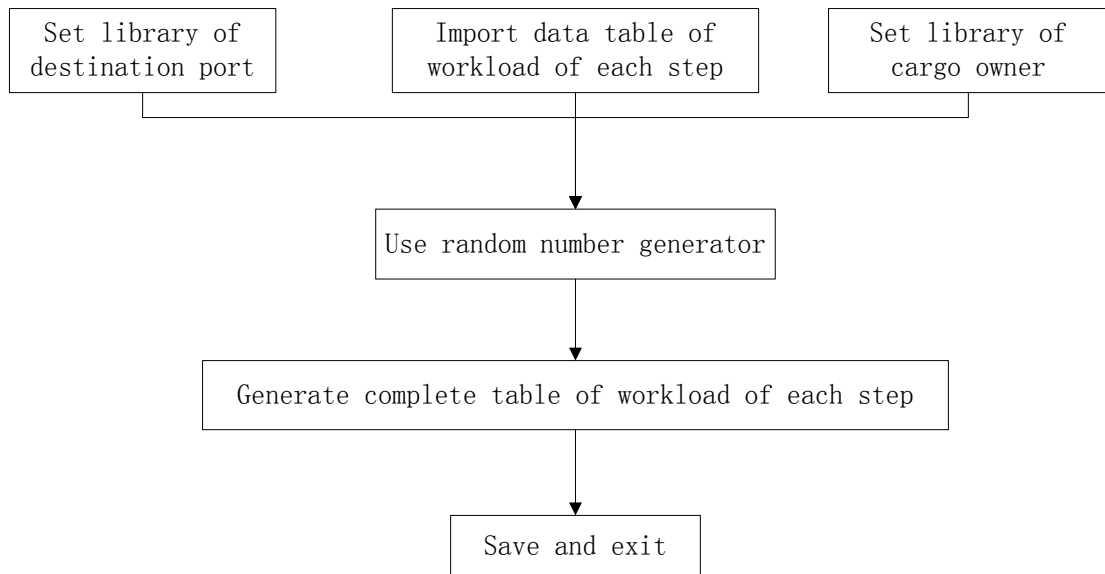 Set library of
destination port
Import data table of
workload of each step
Set library of
cargo owner
Use random number generator
Generate complete table of workload of each step
Save and exit